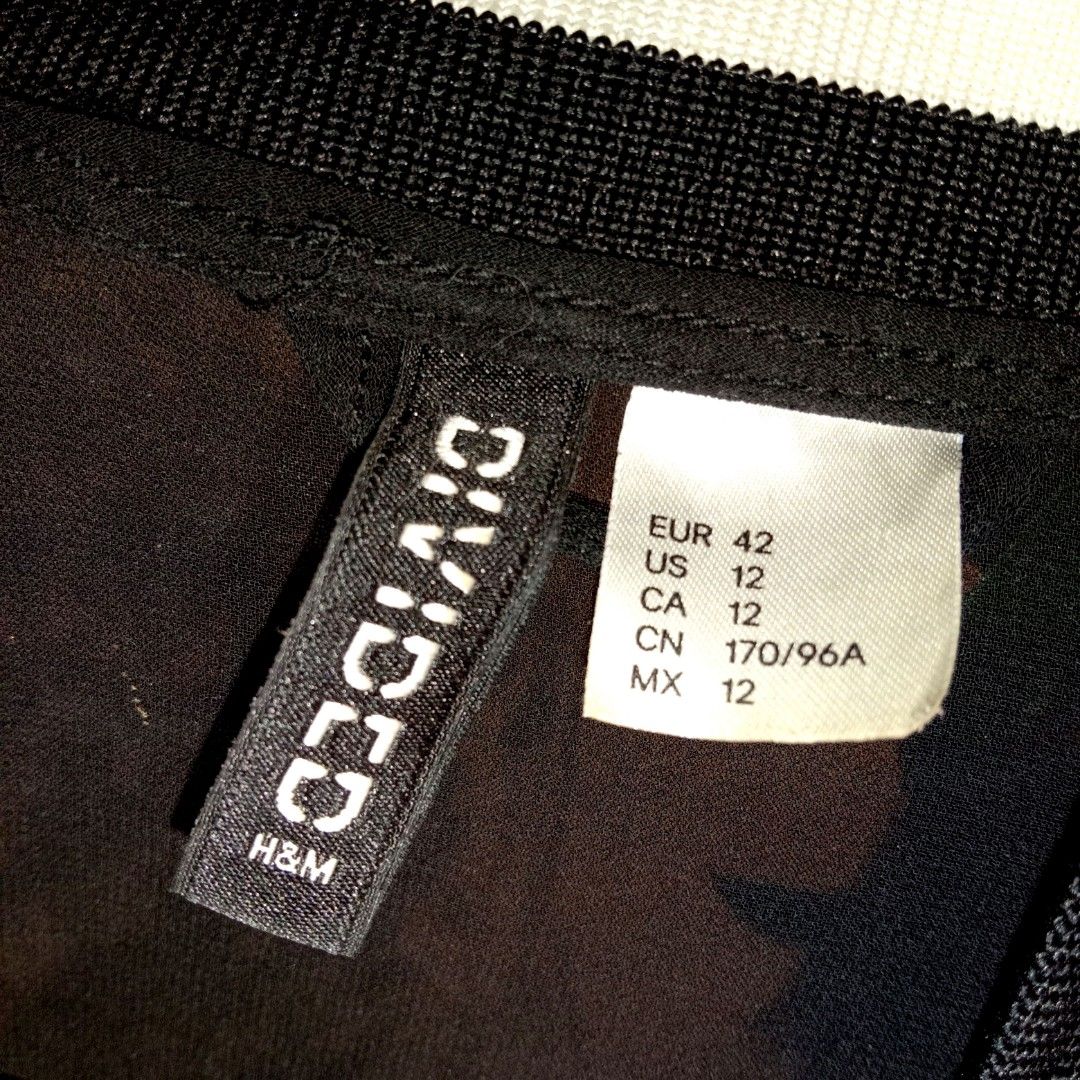 DIVIDED
H&M
EUR 42
US 12
CA 12
CN 170/96A
MX 12